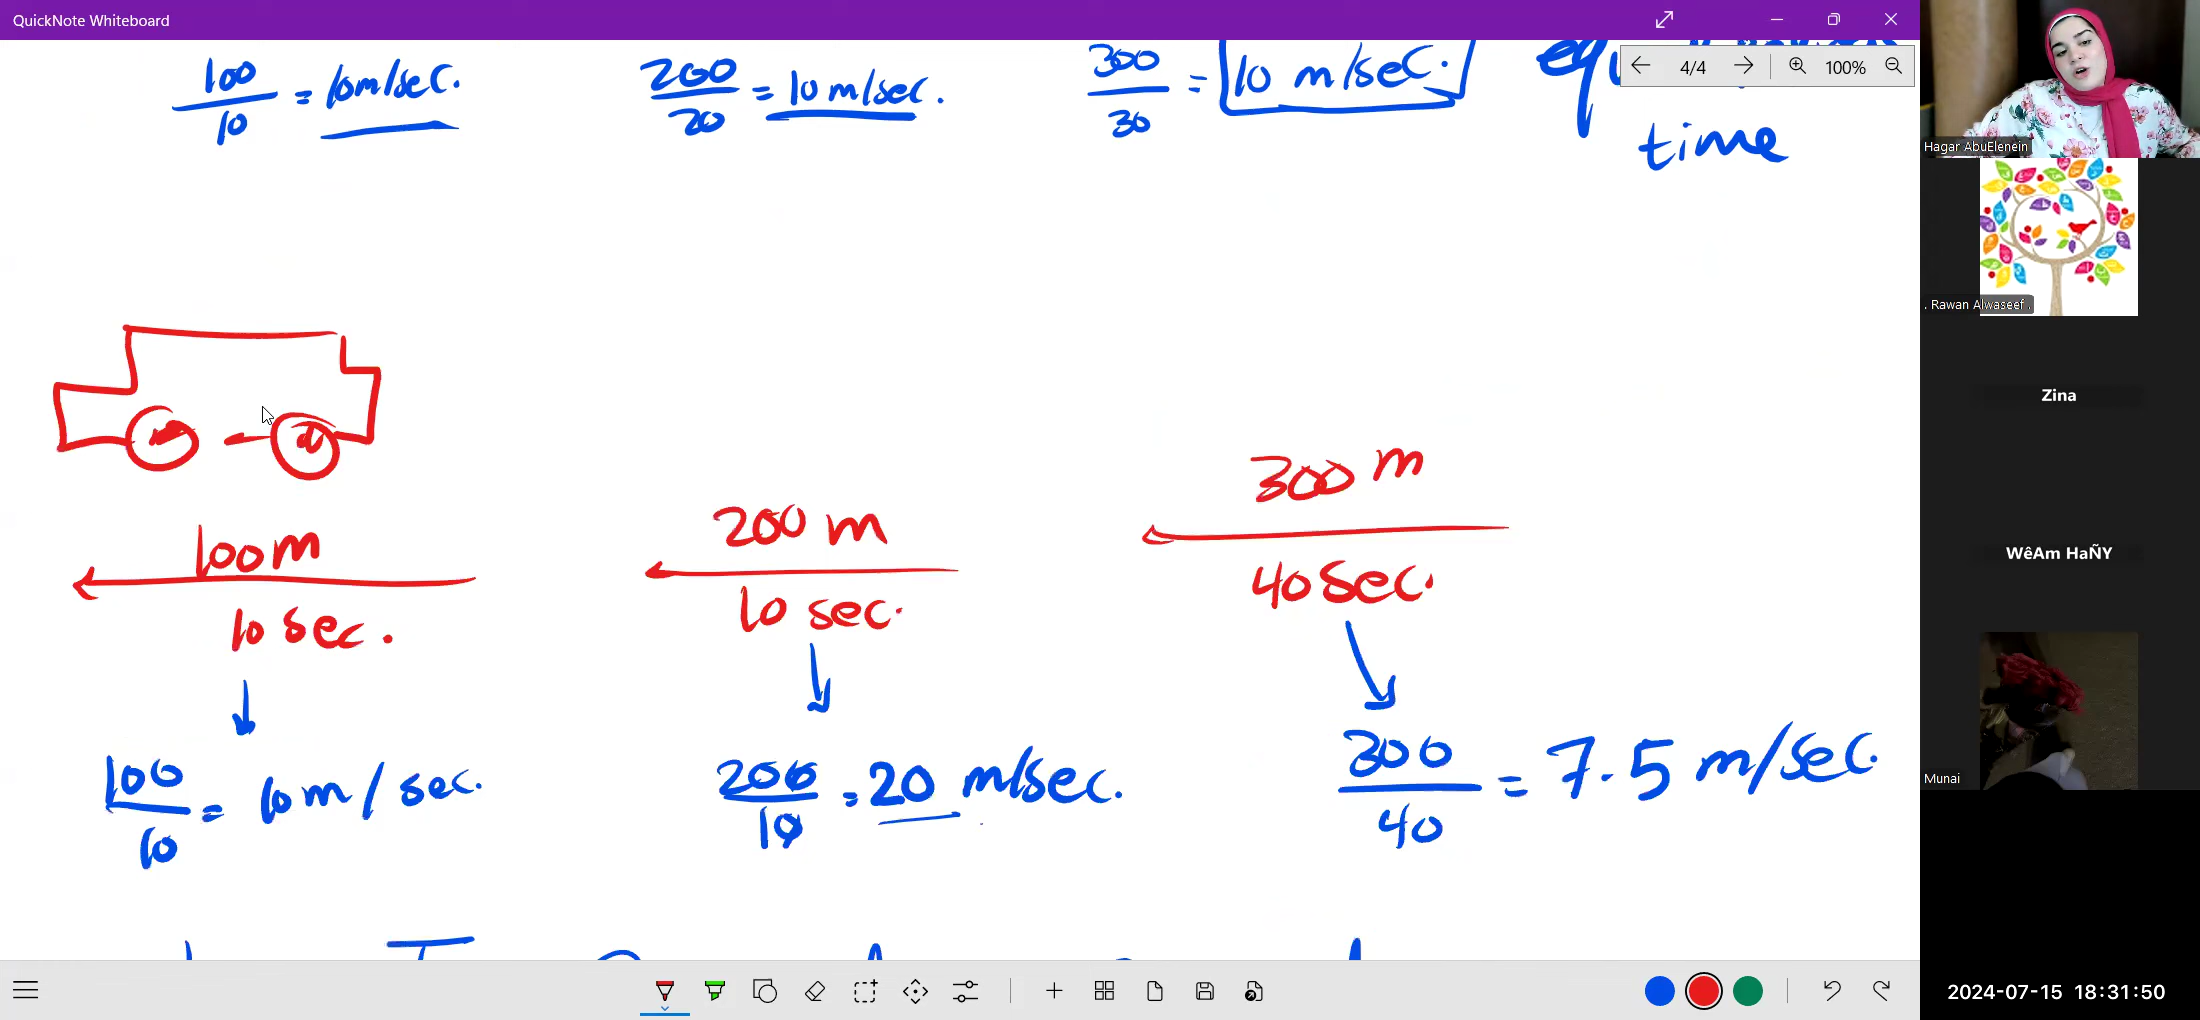 QuickNote Whiteboard
100/10 = 10m/sec.
200/20 = 10 m/sec.
300/30 = 10 m/sec.
time
4/4
100%
Hagar AbuElenein
. Rawan Alwaseef .
Zina
WêAm HaÑY
Munai
100m
10 sec.
200 m
10 sec.
300 m
40 sec.
100/10 = 10 m / sec.
200/10 = 20 m/sec.
300/40 = 7.5 m/sec.
2024-07-15 18:31:50